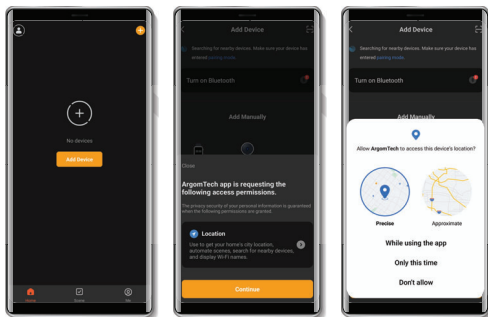 No devices
Add Device
Home
Scene
Me
Add Device
Searching for nearby devices. Make sure your device has
entered pairing mode.
Turn on Bluetooth
Add Manually
Close
ArgomTech app is requesting the
following app permissions.
The privacy security of your personal information is guaranteed
when the following permissions are granted.
Location
Use to get your home's city location,
automate scenes, search for nearby devices,
and display Wi-Fi names.
Continue
Add Device
Searching for nearby devices. Make sure your device has
entered pairing mode.
Turn on Bluetooth
Add Manually
Allow ArgomTech to access this device's location?
Precise
Approximate
While using the app
Only this time
Don't allow